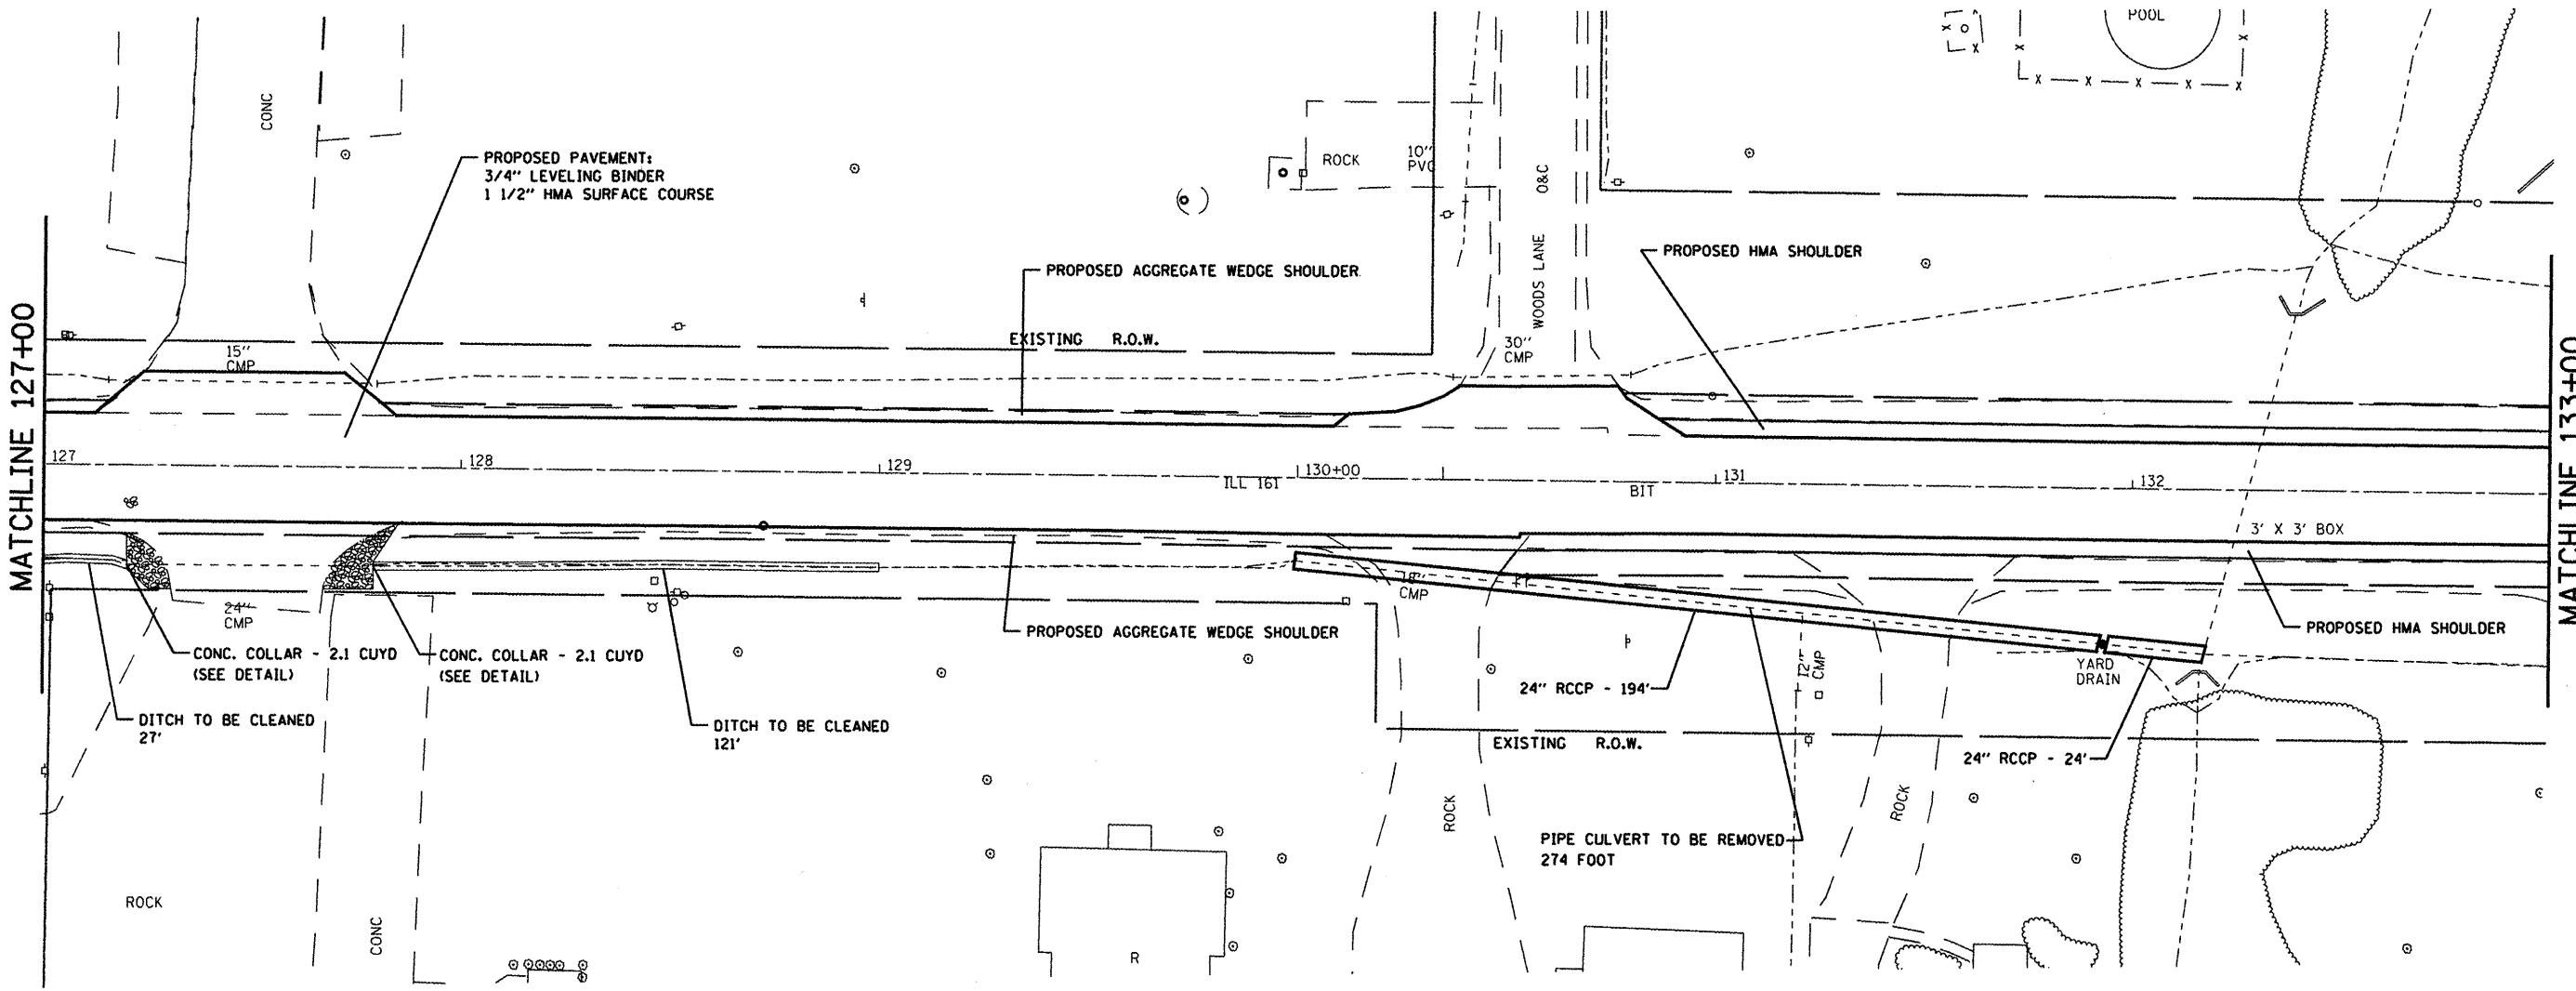 POOL
CONC
PROPOSED PAVEMENT:
3/4" LEVELING BINDER
1 1/2" HMA SURFACE COURSE
ROCK
10"
PVC
WOODS LANE O&C
PROPOSED AGGREGATE WEDGE SHOULDER
PROPOSED HMA SHOULDER
MATCHLINE 127+00
MATCHLINE 133+00
EXISTING R.O.W.
15"
CMP
30"
CMP
127
128
129
130+00
131
132
ILL 161
BIT
3' X 3' BOX
24"
CMP
18"
CMP
CONC. COLLAR - 2.1 CUYD
(SEE DETAIL)
CONC. COLLAR - 2.1 CUYD
(SEE DETAIL)
PROPOSED AGGREGATE WEDGE SHOULDER
PROPOSED HMA SHOULDER
12"
CMP
YARD
DRAIN
24" RCCP - 194'
DITCH TO BE CLEANED
27'
DITCH TO BE CLEANED
121'
EXISTING R.O.W.
24" RCCP - 24'
ROCK
ROCK
PIPE CULVERT TO BE REMOVED
274 FOOT
ROCK
CONC
R